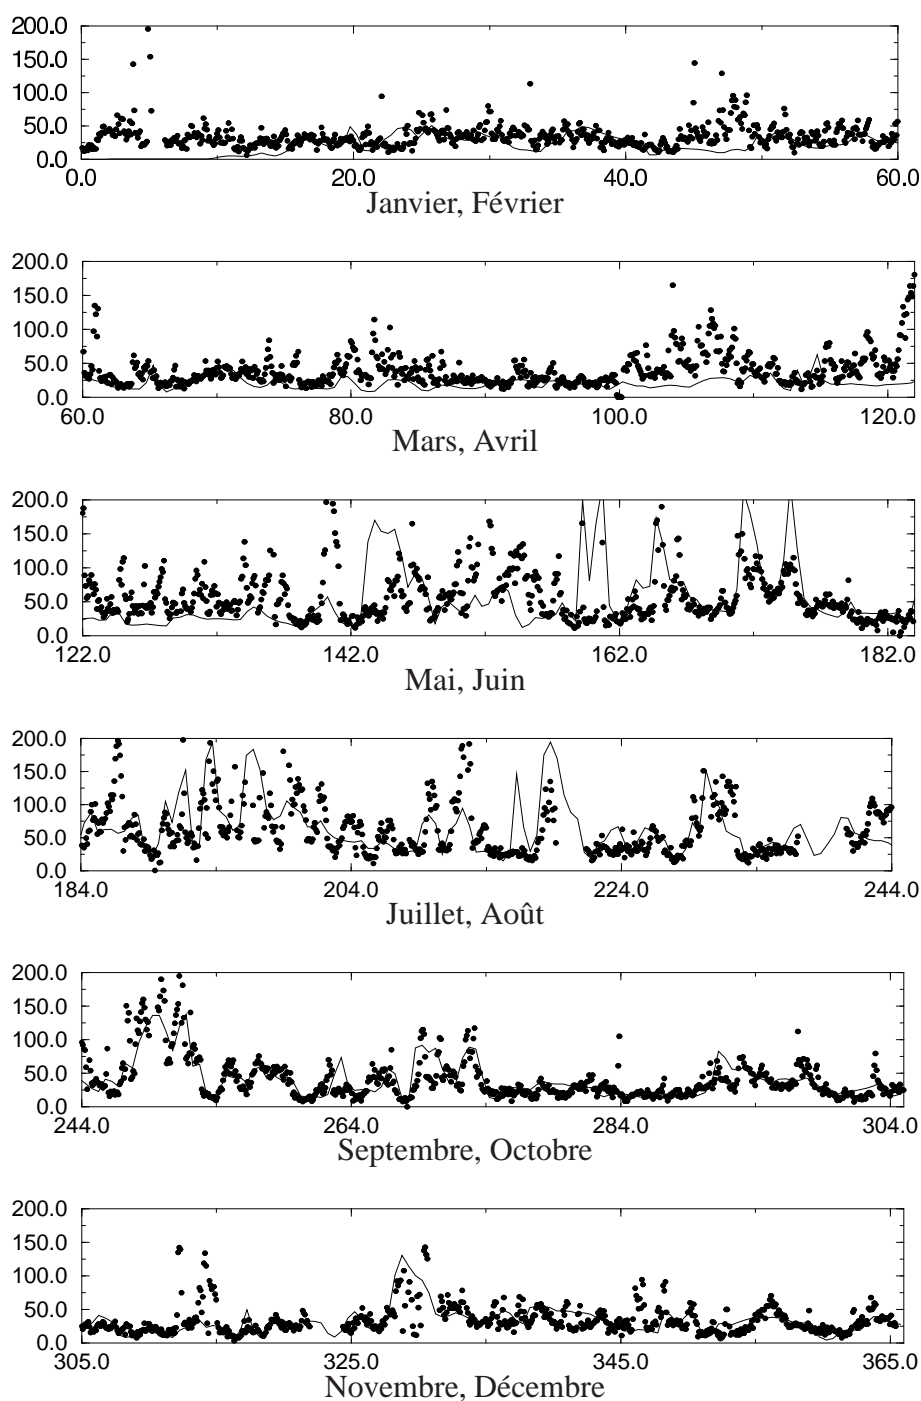 200.0
150.0
100.0
50.0
0.0
0.0 20.0 40.0 60.0
Janvier, Février
200.0
150.0
100.0
50.0
0.0
60.0 80.0 100.0 120.0
Mars, Avril
200.0
150.0
100.0
50.0
0.0
122.0 142.0 162.0 182.0
Mai, Juin
200.0
150.0
100.0
50.0
0.0
184.0 204.0 224.0 244.0
Juillet, Août
200.0
150.0
100.0
50.0
0.0
244.0 264.0 284.0 304.0
Septembre, Octobre
200.0
150.0
100.0
50.0
0.0
305.0 325.0 345.0 365.0
Novembre, Décembre